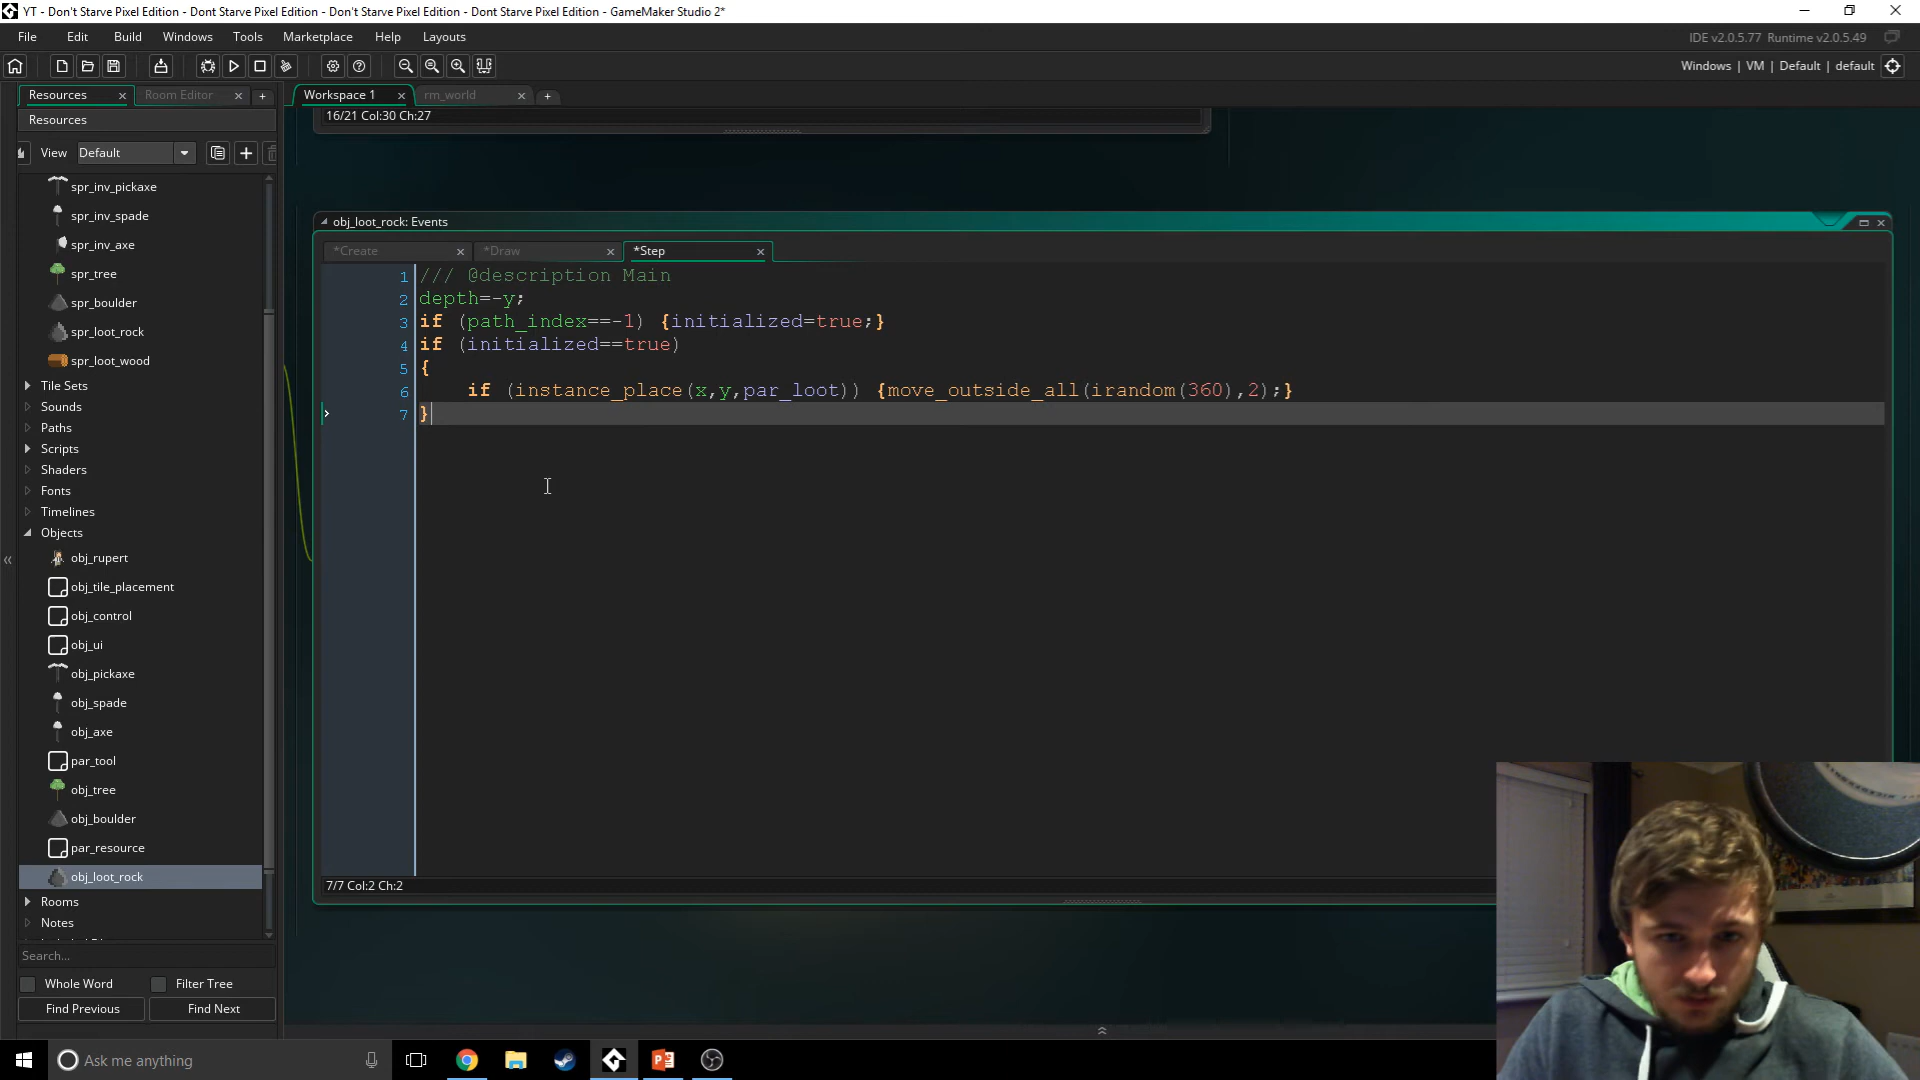 YT - Don't Starve Pixel Edition - Dont Starve Pixel Edition - Don't Starve Pixel Edition - Dont Starve Pixel Edition - GameMaker Studio 2*
File Edit Build Windows Tools Marketplace Help Layouts
IDE v2.0.5.77 Runtime v2.0.5.49
Windows | VM | Default | default
Resources
Room Editor
Workspace 1
rm_world
Resources
16/21 Col:30 Ch:27
View Default
spr_inv_pickaxe
spr_inv_spade
spr_inv_axe
spr_tree
spr_boulder
spr_loot_rock
spr_loot_wood
Tile Sets
Sounds
Paths
Scripts
Shaders
Fonts
Timelines
Objects
obj_rupert
obj_tile_placement
obj_control
obj_ui
obj_pickaxe
obj_spade
obj_axe
par_tool
obj_tree
obj_boulder
par_resource
obj_loot_rock
Rooms
Notes
Search...
Whole Word Filter Tree
Find Previous Find Next
obj_loot_rock: Events
*Create *Draw *Step
1 /// @description Main
2 depth=-y;
3 if (path_index==-1) {initialized=true;}
4 if (initialized==true)
5 {
6 if (instance_place(x,y,par_loot)) {move_outside_all(irandom(360),2);}
7 }
7/7 Col:2 Ch:2
Ask me anything